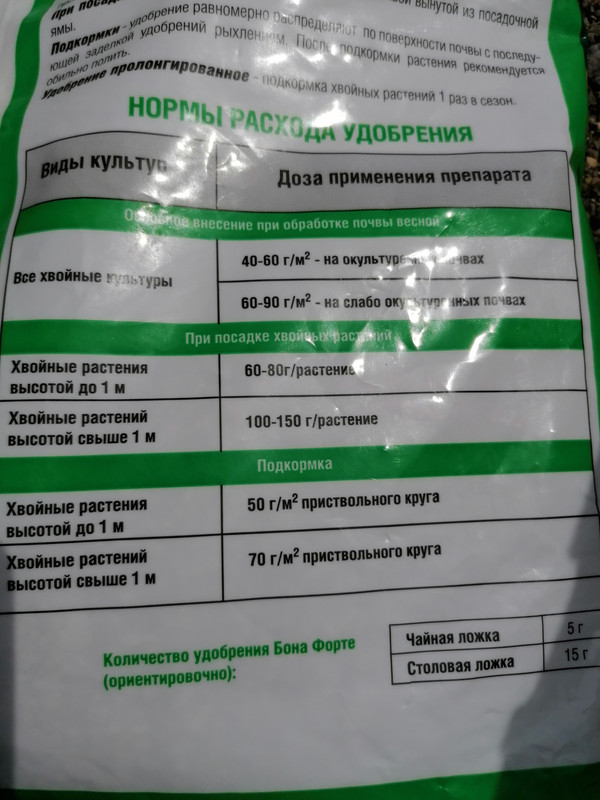 При
вынутой из посадочной
ямы.
Подкормки - удобрение равномерно распределяют по поверхности почвы с последу-
ющей заделкой удобрений рыхлением. После подкормки растения рекомендуется
обильно полить.
Удобрение пролонгированное - подкормка хвойных растений 1 раз в сезон.
НОРМЫ РАСХОДА УДОБРЕНИЯ
Виды культур
Доза применения препарата
Основное внесение при обработке почвы весной
Все хвойные культуры
40-60 г/м² - на окультуренных почвах
60-90 г/м² - на слабо окультуренных почвах
При посадке хвойных растений
Хвойные растения
высотой до 1 м
60-80г/растение
Хвойные растений
высотой свыше 1 м
100-150 г/растение
Подкормка
Хвойные растения
высотой до 1 м
50 г/м² приствольного круга
Хвойные растений
высотой свыше 1 м
70 г/м² приствольного круга
Количество удобрения Бона Форте
(ориентировочно):
Чайная ложка 5 г
Столовая ложка 15 г